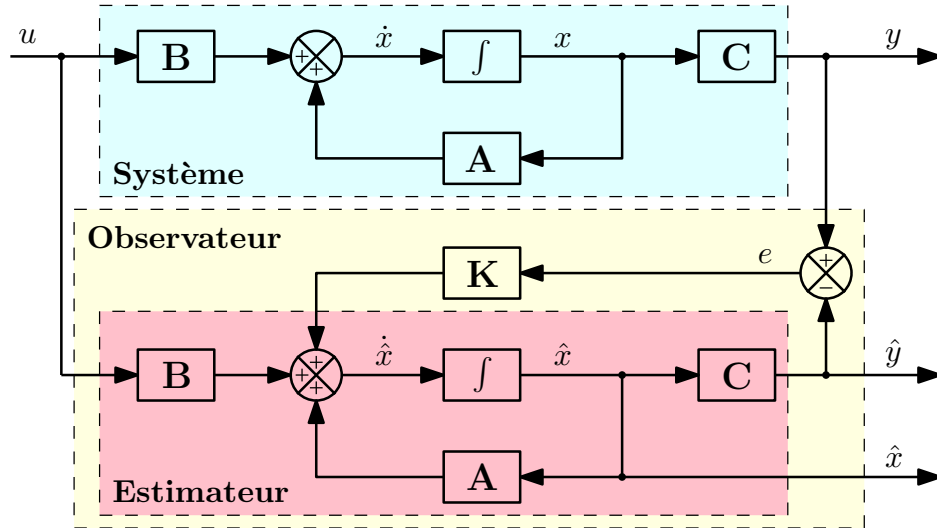 u
B
+
+
ẋ
∫
x
C
y
A
Système
Observateur
K
e
+
−
B
+
+
+
x̂̇
∫
x̂
C
ŷ
A
x̂
Estimateur